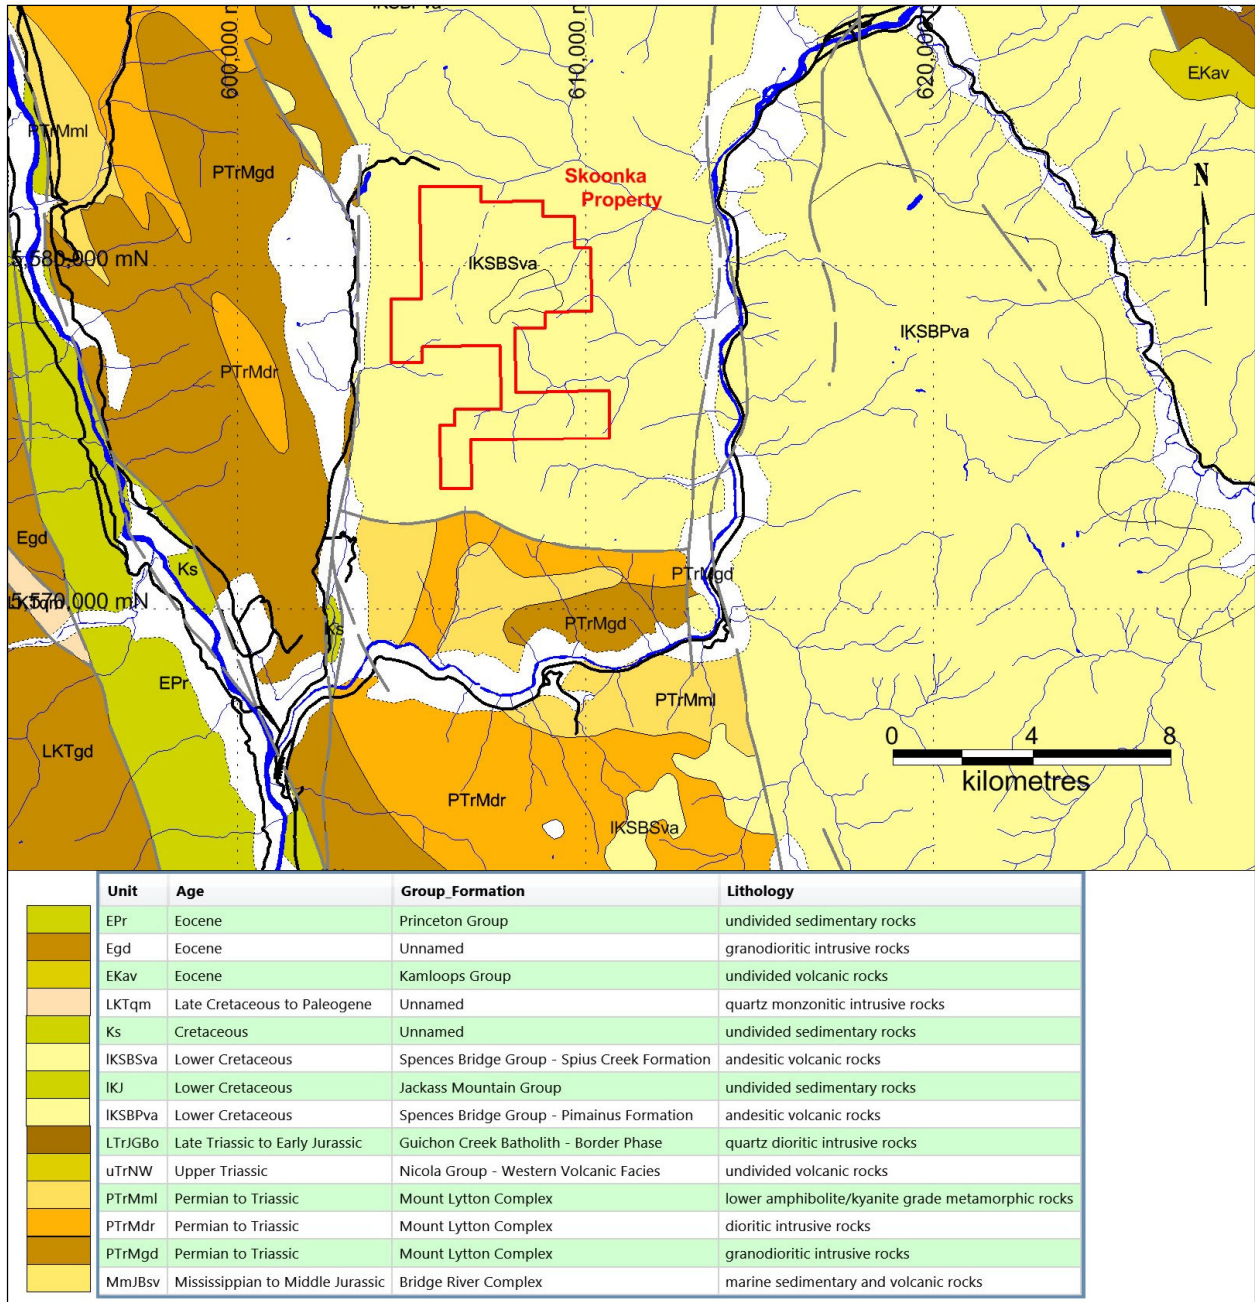 lKSBPva
600,000 m
610,000 m
620,000 m
EKav
PTrMml
PTrMgd
Skoonka
Property
N
5,580,000 mN
lKSBSva
lKSBPva
PTrMdr
Egd
Ks
PTrMgd
5,570,000 mN
PTrMgd
Ks
EPr
PTrMml
LKTgd
0 4 8
kilometres
PTrMdr
lKSBSva
Unit Age Group_Formation Lithology
EPr Eocene Princeton Group undivided sedimentary rocks
Egd Eocene Unnamed granodioritic intrusive rocks
EKav Eocene Kamloops Group undivided volcanic rocks
LKTqm Late Cretaceous to Paleogene Unnamed quartz monzonitic intrusive rocks
Ks Cretaceous Unnamed undivided sedimentary rocks
lKSBSva Lower Cretaceous Spences Bridge Group - Spius Creek Formation andesitic volcanic rocks
lKJ Lower Cretaceous Jackass Mountain Group undivided sedimentary rocks
lKSBPva Lower Cretaceous Spences Bridge Group - Pimainus Formation andesitic volcanic rocks
LTrJGBo Late Triassic to Early Jurassic Guichon Creek Batholith - Border Phase quartz dioritic intrusive rocks
uTrNW Upper Triassic Nicola Group - Western Volcanic Facies undivided volcanic rocks
PTrMml Permian to Triassic Mount Lytton Complex lower amphibolite/kyanite grade metamorphic rocks
PTrMdr Permian to Triassic Mount Lytton Complex dioritic intrusive rocks
PTrMgd Permian to Triassic Mount Lytton Complex granodioritic intrusive rocks
MmJBsv Mississippian to Middle Jurassic Bridge River Complex marine sedimentary and volcanic rocks